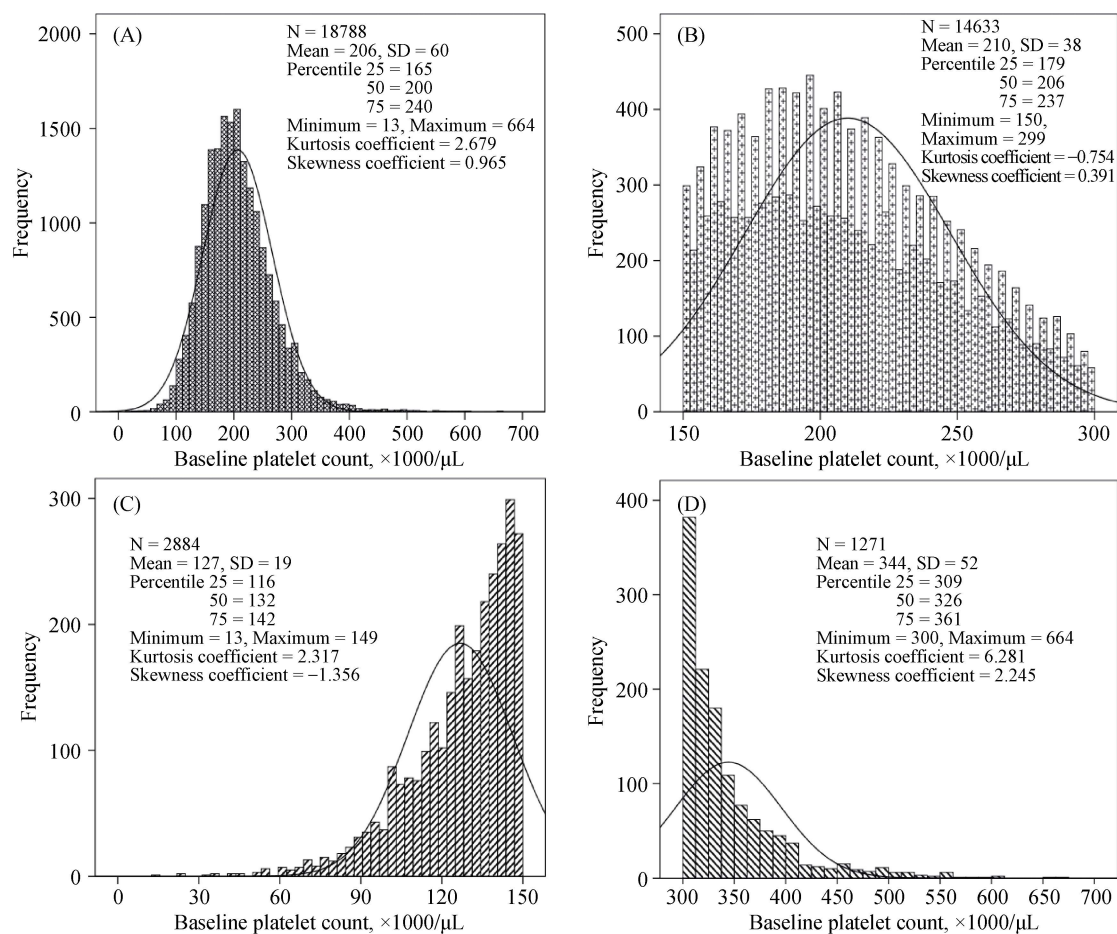 (A)
N = 18788
Mean = 206, SD = 60
Percentile 25 = 165
50 = 200
75 = 240
Minimum = 13, Maximum = 664
Kurtosis coefficient = 2.679
Skewness coefficient = 0.965
Frequency
2000
1500
1000
500
0
0 100 200 300 400 500 600 700
Baseline platelet count, ×1000/μL
(B)
N = 14633
Mean = 210, SD = 38
Percentile 25 = 179
50 = 206
75 = 237
Minimum = 150,
Maximum = 299
Kurtosis coefficient = −0.754
Skewness coefficient = 0.391
Frequency
500
400
300
200
100
0
150 200 250 300
Baseline platelet count, ×1000/μL
(C)
N = 2884
Mean = 127, SD = 19
Percentile 25 = 116
50 = 132
75 = 142
Minimum = 13, Maximum = 149
Kurtosis coefficient = 2.317
Skewness coefficient = −1.356
Frequency
300
200
100
0
0 30 60 90 120 150
Baseline platelet count, ×1000/μL
(D)
N = 1271
Mean = 344, SD = 52
Percentile 25 = 309
50 = 326
75 = 361
Minimum = 300, Maximum = 664
Kurtosis coefficient = 6.281
Skewness coefficient = 2.245
Frequency
400
300
400
200
100
0
300 350 400 450 500 550 600 650 700
Baseline platelet count, ×1000/μL